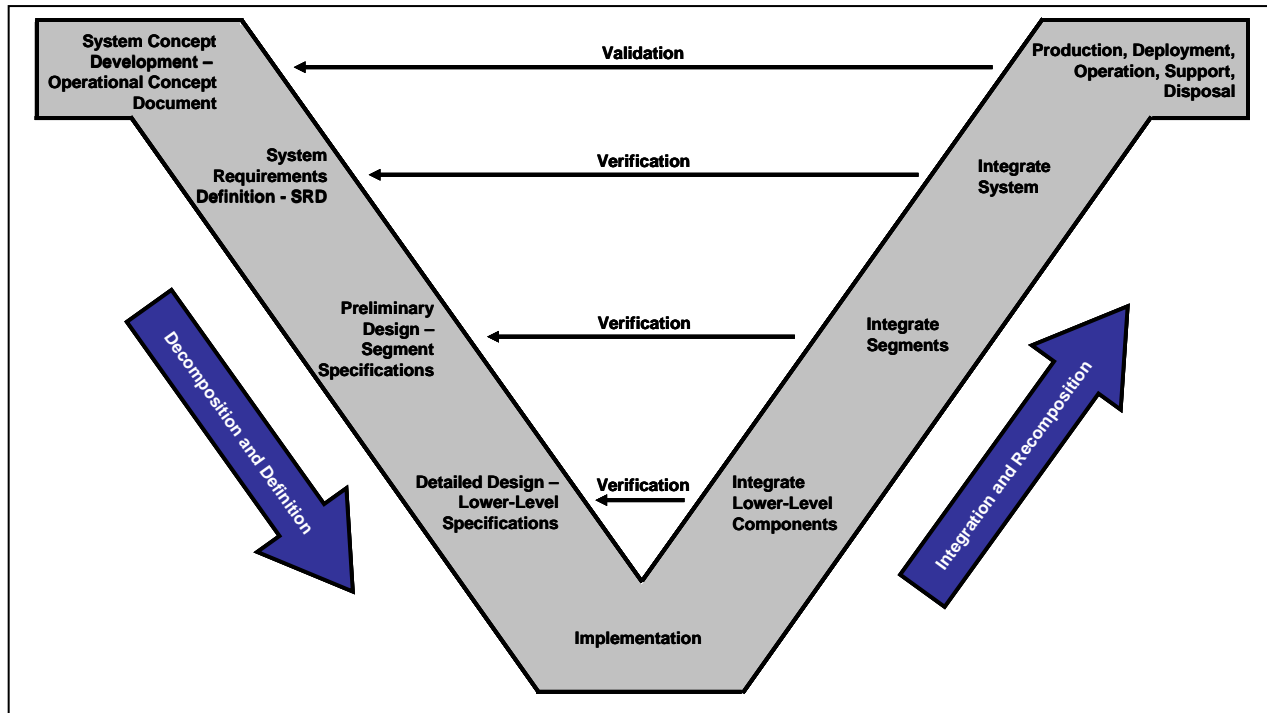 System Concept
Development –
Operational Concept
Document
Validation
Production, Deployment,
Operation, Support,
Disposal
System
Requirements
Definition - SRD
Verification
Integrate
System
Preliminary
Design –
Segment
Specifications
Verification
Integrate
Segments
Decomposition and Definition
Integration and Recomposition
Detailed Design –
Lower-Level
Specifications
Verification
Integrate
Lower-Level
Components
Implementation